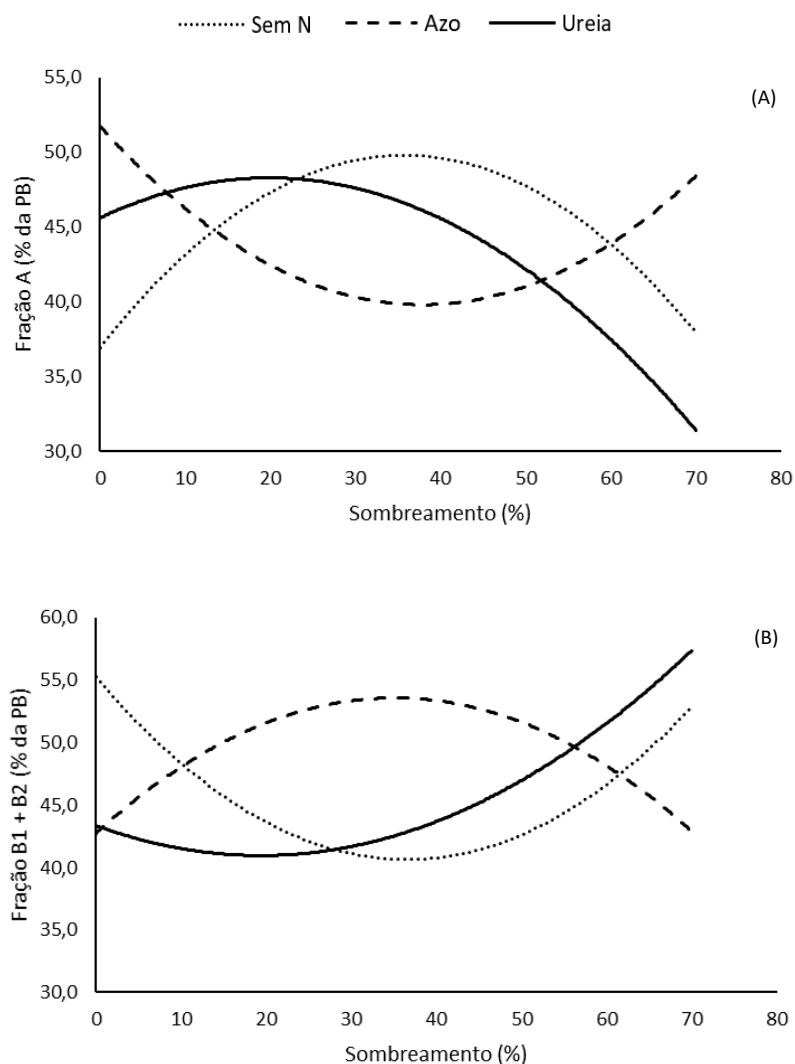 Sem N Azo Ureia
(A)
Fração A (% da PB)
55,0
50,0
45,0
40,0
35,0
30,0
0 10 20 30 40 50 60 70 80
Sombreamento (%)
(B)
Fração B1 + B2 (% da PB)
60,0
55,0
50,0
45,0
40,0
35,0
30,0
0 10 20 30 40 50 60 70 80
Sombreamento (%)